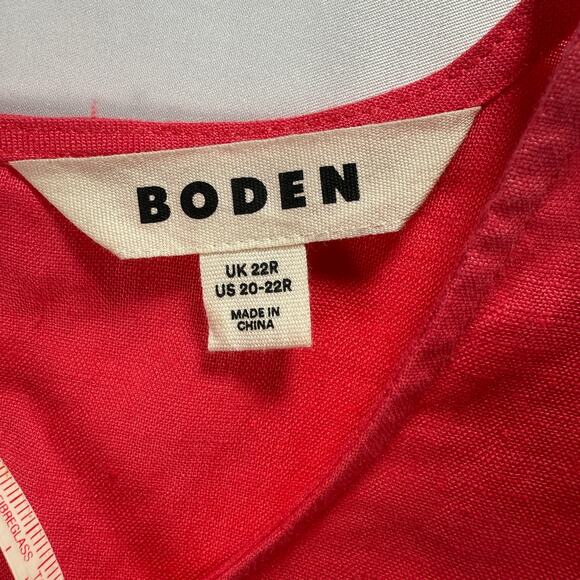 BODEN
UK 22R
US 20-22R
MADE IN
CHINA